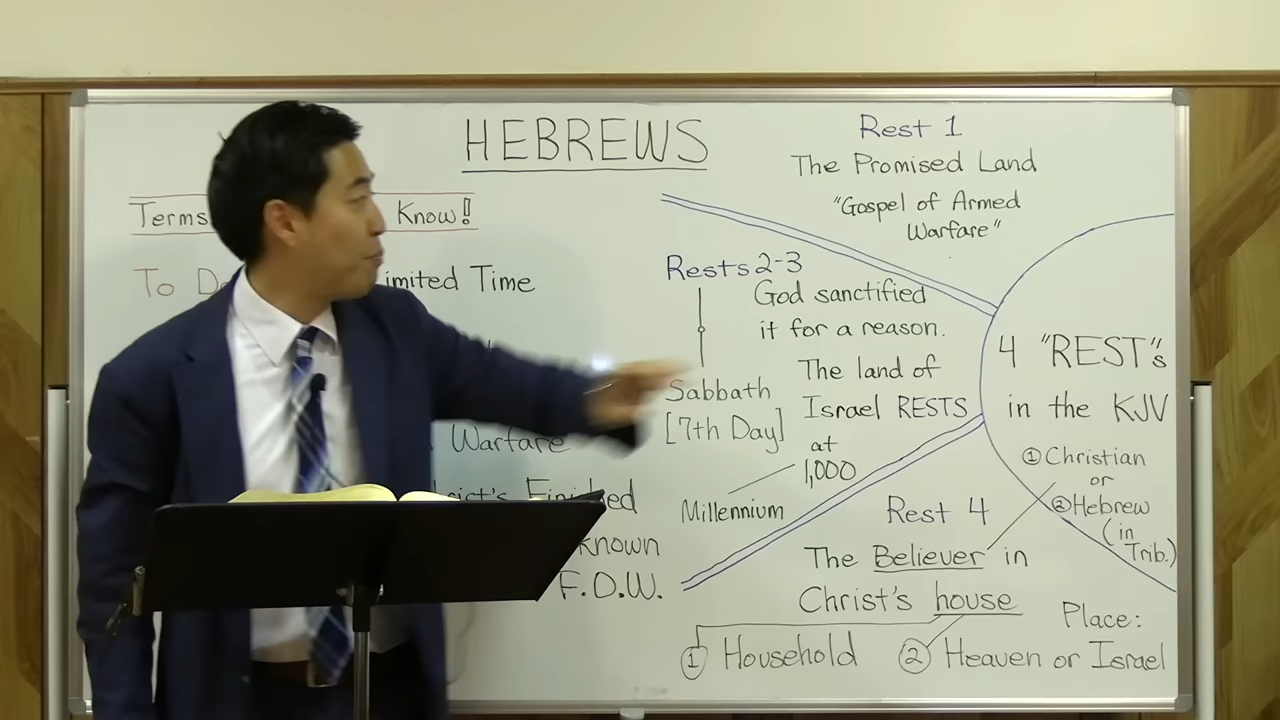 HEBREWS
Terms Know!!
To Limited Time
Warfare
Finished
known
F.O.W.
Rest 1
The Promised Land
"Gospel of Armed
Warfare"
Rests 2-3
God sanctified
it for a reason.
Sabbath
[7th Day]
The land of
Israel RESTS
at
1,000
Millennium
4 "REST"s
in the KJV
① Christian
or
② Hebrew
(in
Trib.)
Rest 4
The Believer in
Christ's house
① Household
Place:
② Heaven or Israel